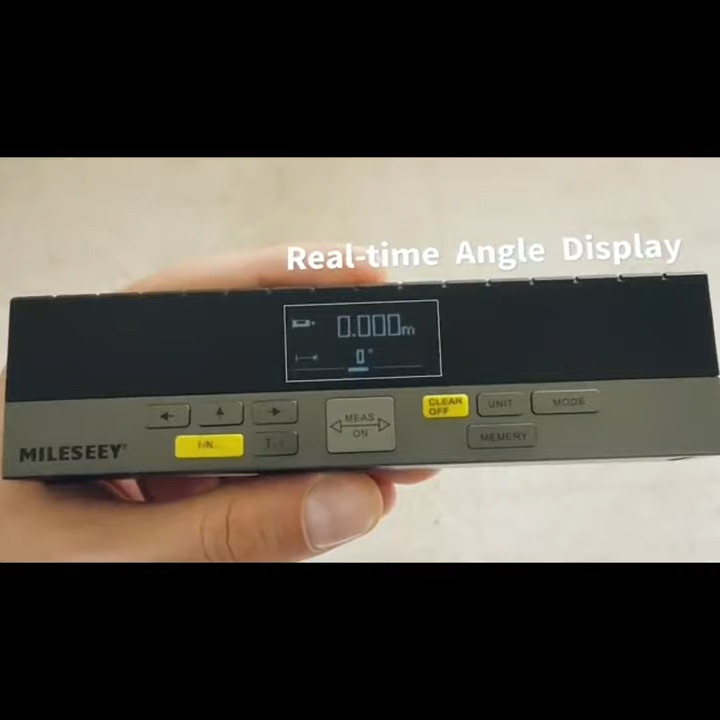 Real-time Angle Display
0.000m
0°
MEAS
ON
CLEAR
OFF
UNIT
MODE
MEMORY
MILESEEY